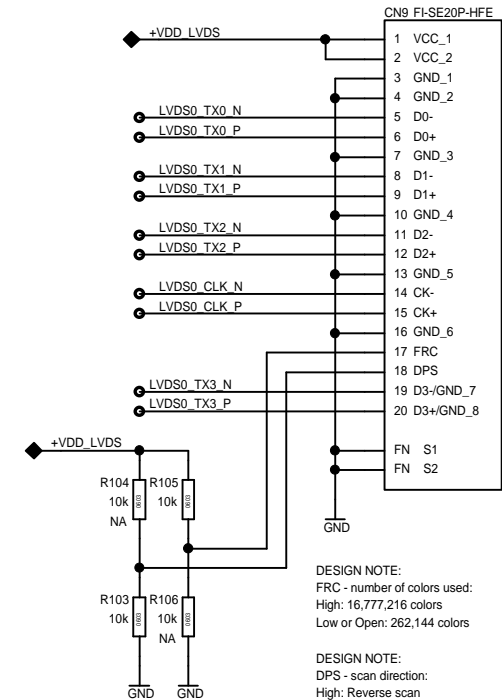 CN9 FI-SE20P-HFE
+VDD_LVDS
1 VCC_1
2 VCC_2
3 GND_1
4 GND_2
LVDS0_TX0_N 5 D0-
LVDS0_TX0_P 6 D0+
7 GND_3
LVDS0_TX1_N 8 D1-
LVDS0_TX1_P 9 D1+
10 GND_4
LVDS0_TX2_N 11 D2-
LVDS0_TX2_P 12 D2+
13 GND_5
LVDS0_CLK_N 14 CK-
LVDS0_CLK_P 15 CK+
16 GND_6
17 FRC
18 DPS
LVDS0_TX3_N 19 D3-/GND_7
LVDS0_TX3_P 20 D3+/GND_8
+VDD_LVDS
FN S1
FN S2
R104 R105
10k 0603 10k 0603
NA
GND
R103 R106
10k 0603 10k 0603
NA
GND GND
DESIGN NOTE:
FRC - number of colors used:
High: 16,777,216 colors
Low or Open: 262,144 colors
DESIGN NOTE:
DPS - scan direction:
High: Reverse scan